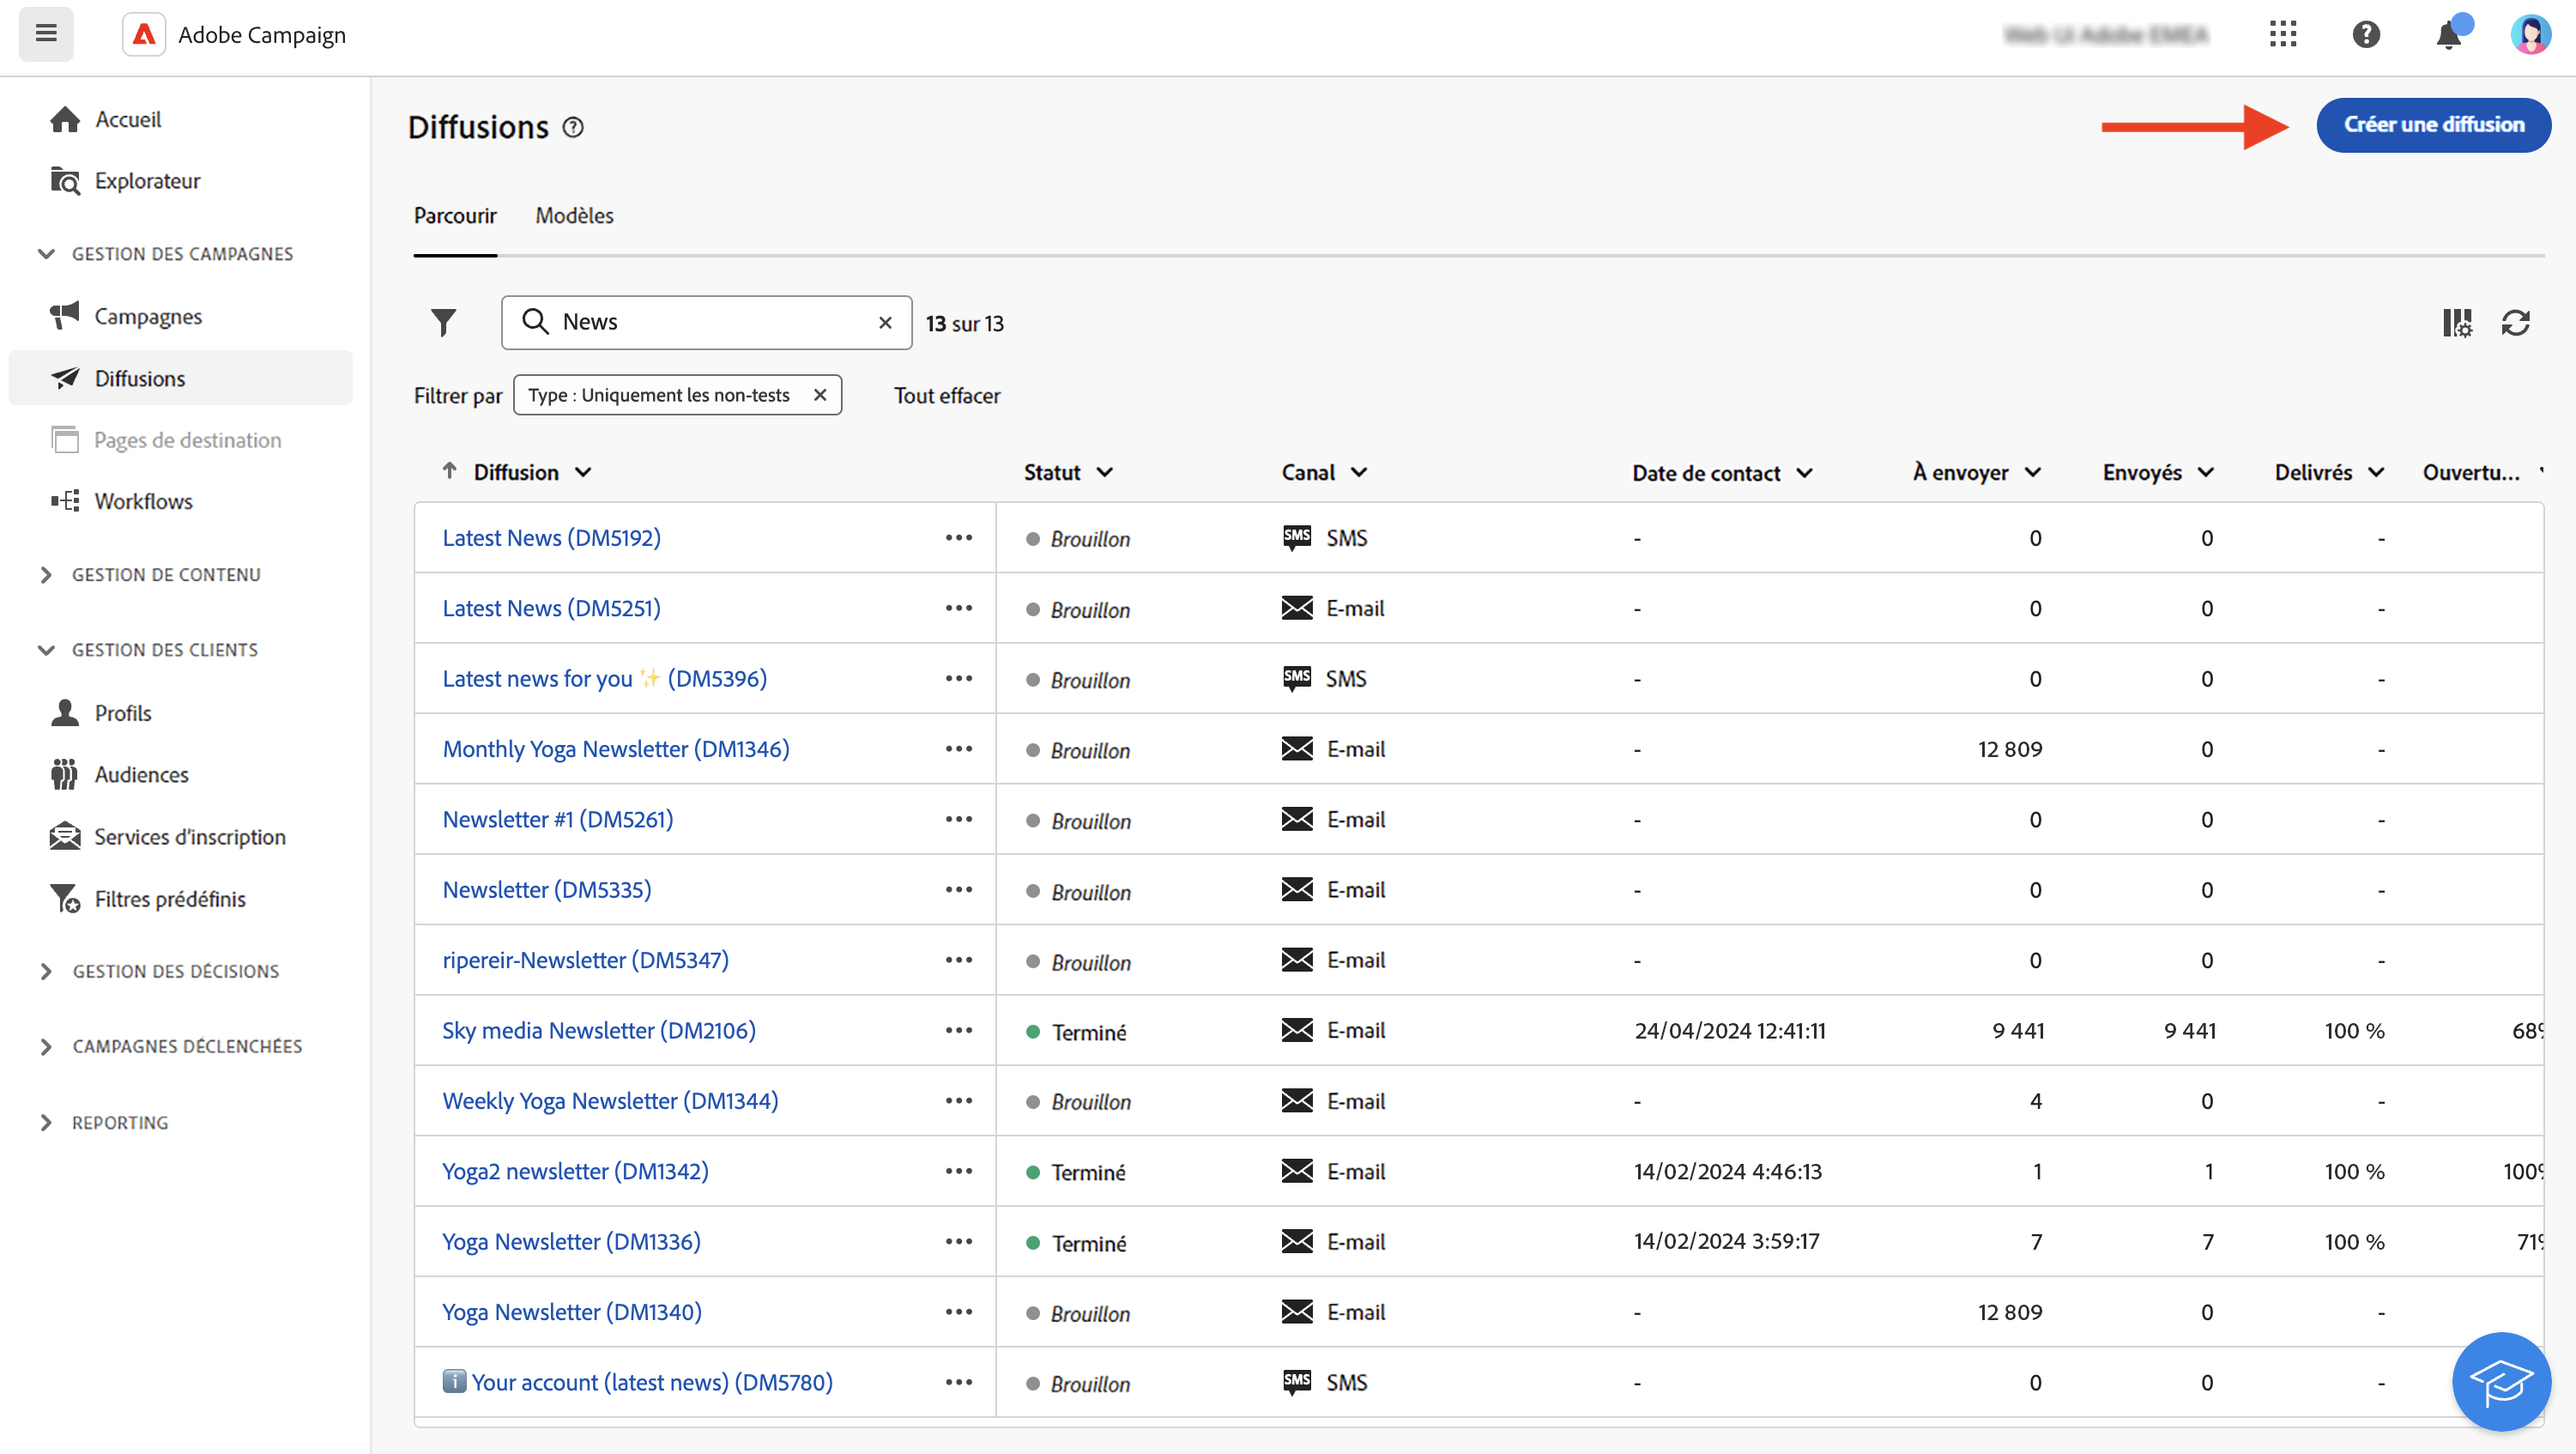 Adobe Campaign
Accueil
Explorateur
GESTION DES CAMPAGNES
Campagnes
Diffusions
Pages de destination
Workflows
GESTION DE CONTENU
GESTION DES CLIENTS
Profils
Audiences
Services d'inscription
Filtres prédéfinis
GESTION DES DÉCISIONS
CAMPAGNES DÉCLENCHÉES
REPORTING
Diffusions
Créer une diffusion
Parcourir Modèles
News 13 sur 13
Filtrer par Type : Uniquement les non-tests Tout effacer
Diffusion Statut Canal Date de contact À envoyer Envoyés Delivrés Ouvertu...
Latest News (DM5192) ... Brouillon SMS SMS - 0 0 -
Latest News (DM5251) ... Brouillon E-mail - 0 0 -
Latest news for you ✨ (DM5396) ... Brouillon SMS SMS - 0 0 -
Monthly Yoga Newsletter (DM1346) ... Brouillon E-mail - 12 809 0 -
Newsletter #1 (DM5261) ... Brouillon E-mail - 0 0 -
Newsletter (DM5335) ... Brouillon E-mail - 0 0 -
ripereir-Newsletter (DM5347) ... Brouillon E-mail - 0 0 -
Sky media Newsletter (DM2106) ... Terminé E-mail 24/04/2024 12:41:11 9 441 9 441 100 % 68%
Weekly Yoga Newsletter (DM1344) ... Brouillon E-mail - 4 0 -
Yoga2 newsletter (DM1342) ... Terminé E-mail 14/02/2024 4:46:13 1 1 100 % 100%
Yoga Newsletter (DM1336) ... Terminé E-mail 14/02/2024 3:59:17 7 7 100 % 71%
Yoga Newsletter (DM1340) ... Brouillon E-mail - 12 809 0 -
ℹ️ Your account (latest news) (DM5780) ... Brouillon SMS SMS - 0 0 -